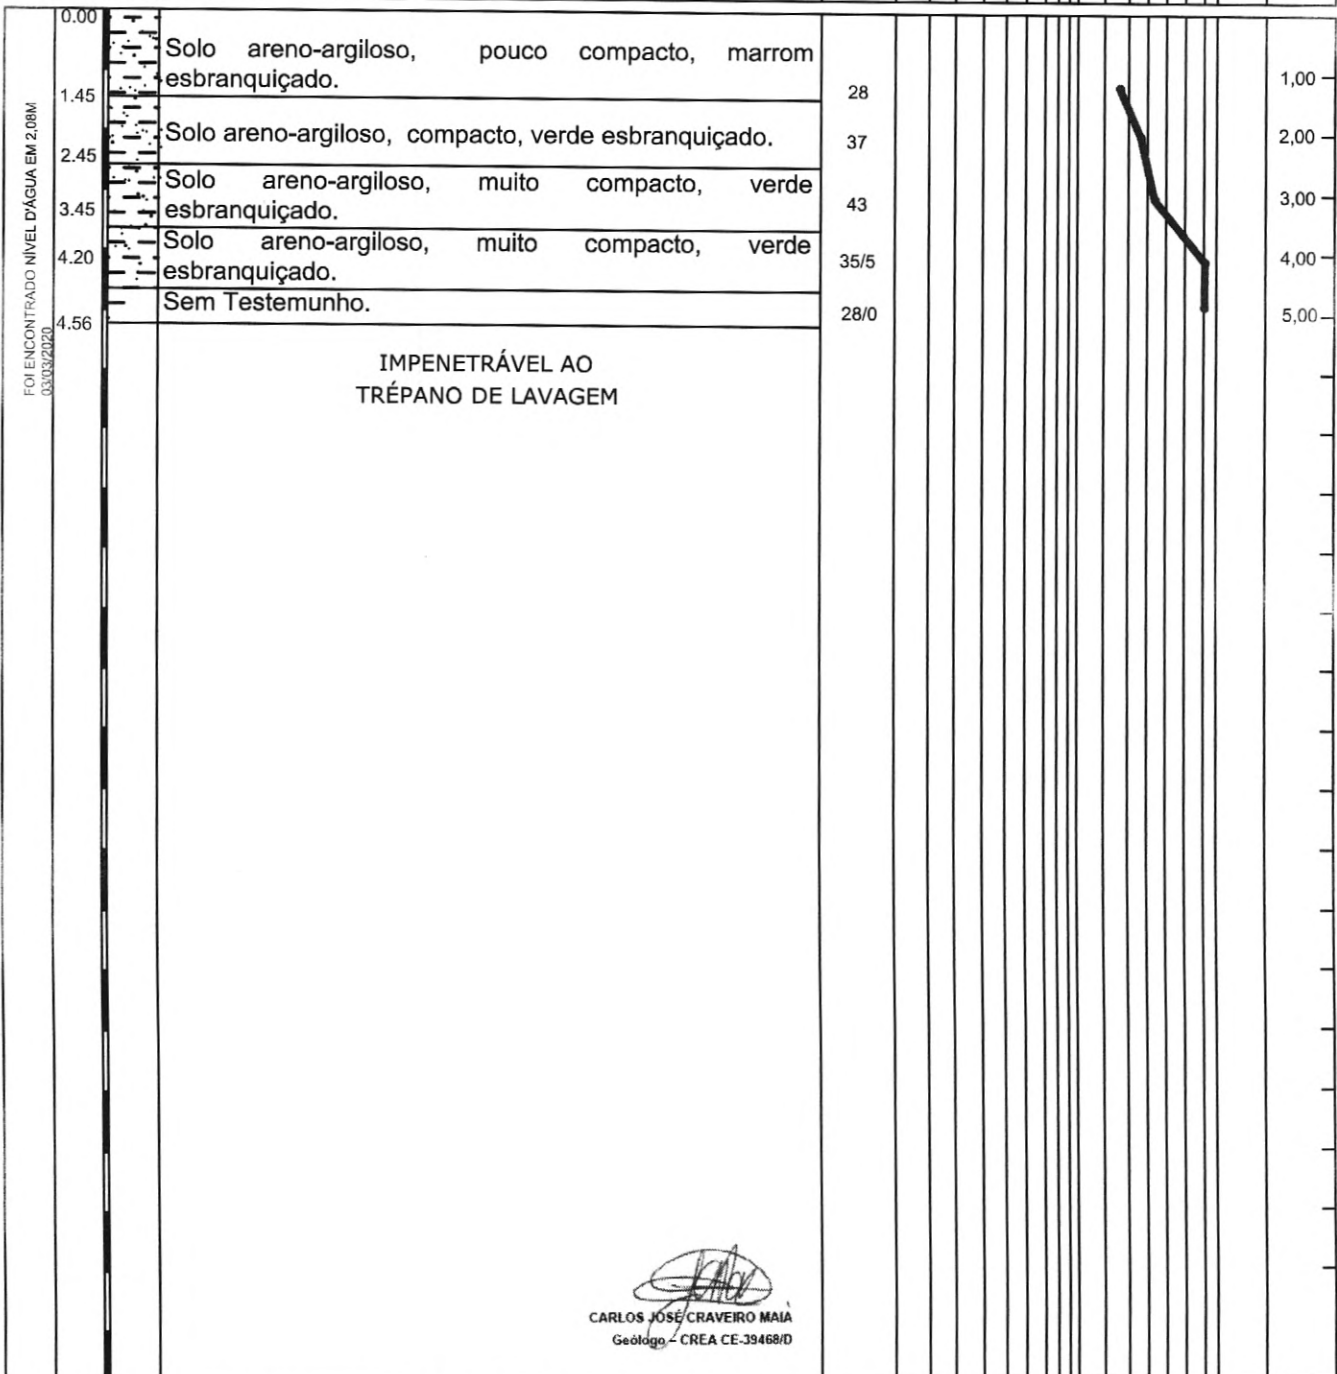 FOI ENCONTRADO NÍVEL D'ÁGUA EM 2,08M
03/03/2020
0.00
Solo areno-argiloso, pouco compacto, marrom
esbranquiçado.
1.45
28
1,00
Solo areno-argiloso, compacto, verde esbranquiçado.
37
2,00
2.45
Solo areno-argiloso, muito compacto, verde
esbranquiçado.
3.45
43
3,00
Solo areno-argiloso, muito compacto, verde
esbranquiçado.
4.20
35/5
4,00
Sem Testemunho.
4.56
28/0
5,00
IMPENETRÁVEL AO
TRÉPANO DE LAVAGEM
CARLOS JOSÉ CRAVEIRO MAIA
Geólogo – CREA CE-39468/D